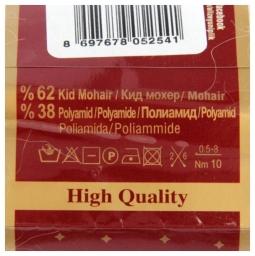 8 697678 052541
facebook
% 62 Kid Mohair / Кид мохер / Mohair
% 38 Polyamid / Polyamide / Полиамид / Polyamid
Poliamida / Poliammide
P
0.5-8
Nm 10
High Quality